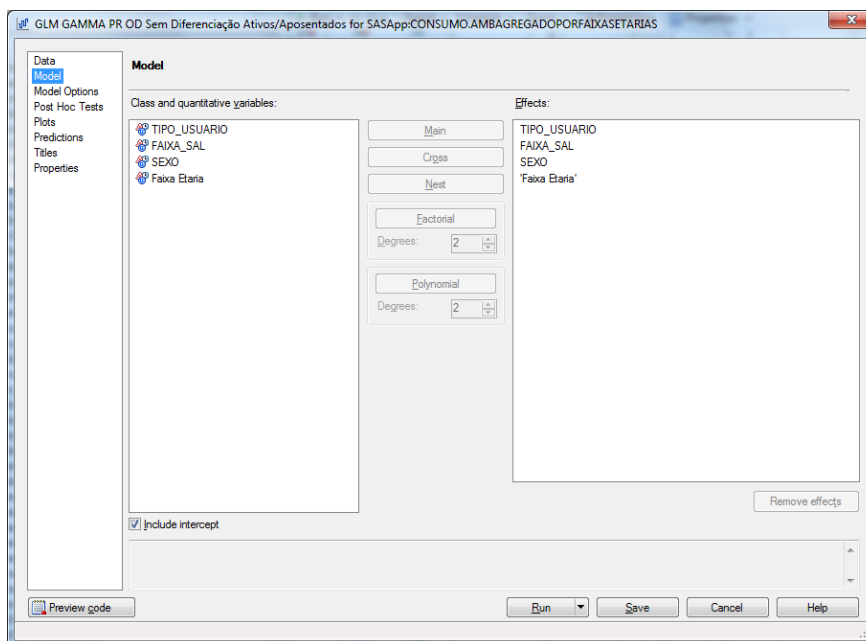 GLM GAMMA PR OD Sem Diferenciação Ativos/Aposentados for SASApp:CONSUMO.AMBAGREGADOPORFAIXASETARIAS
Data
Model
Model Options
Post Hoc Tests
Plots
Predictions
Titles
Properties
Model
Class and quantitative variables:
TIPO_USUARIO
FAIXA_SAL
SEXO
Faixa Etaria
Main
Cross
Nest
Factorial
Degrees: 2
Polynomial
Degrees: 2
Effects:
TIPO_USUARIO
FAIXA_SAL
SEXO
'Faixa Etaria'
Remove effects
Include intercept
Preview code
Run
Save
Cancel
Help